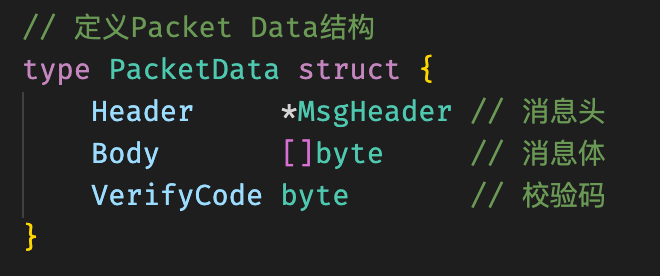 // 定义Packet Data结构
type PacketData struct {
    Header     *MsgHeader // 消息头
    Body       []byte     // 消息体
    VerifyCode byte       // 校验码
}